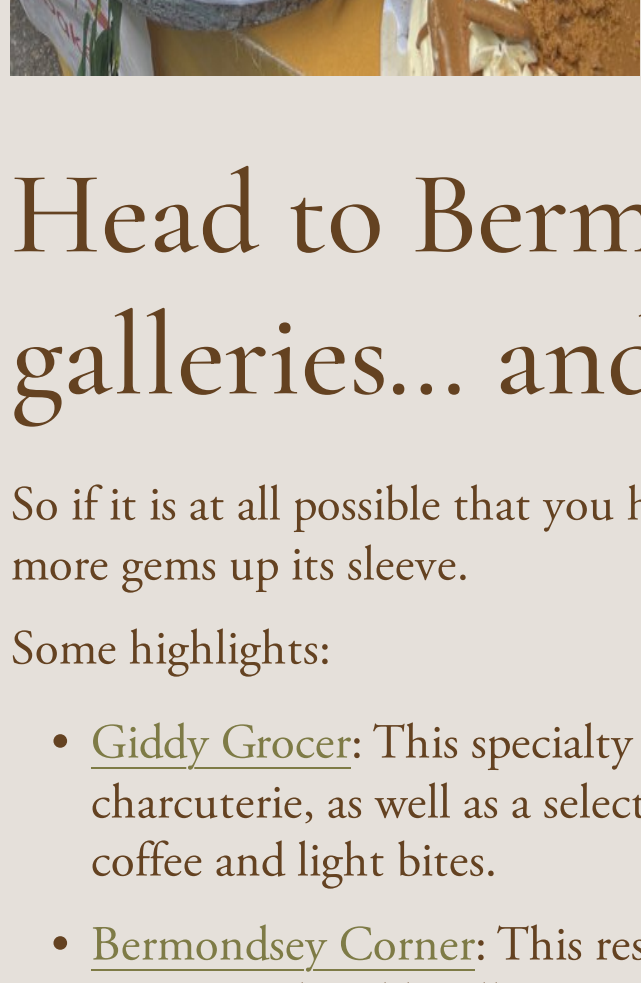 Head to Berm
galleries... and
So if it is at all possible that you h
more gems up its sleeve.
Some highlights:
• Giddy Grocer: This specialty
charcuterie, as well as a select
coffee and light bites.
• Bermondsey Corner: This res